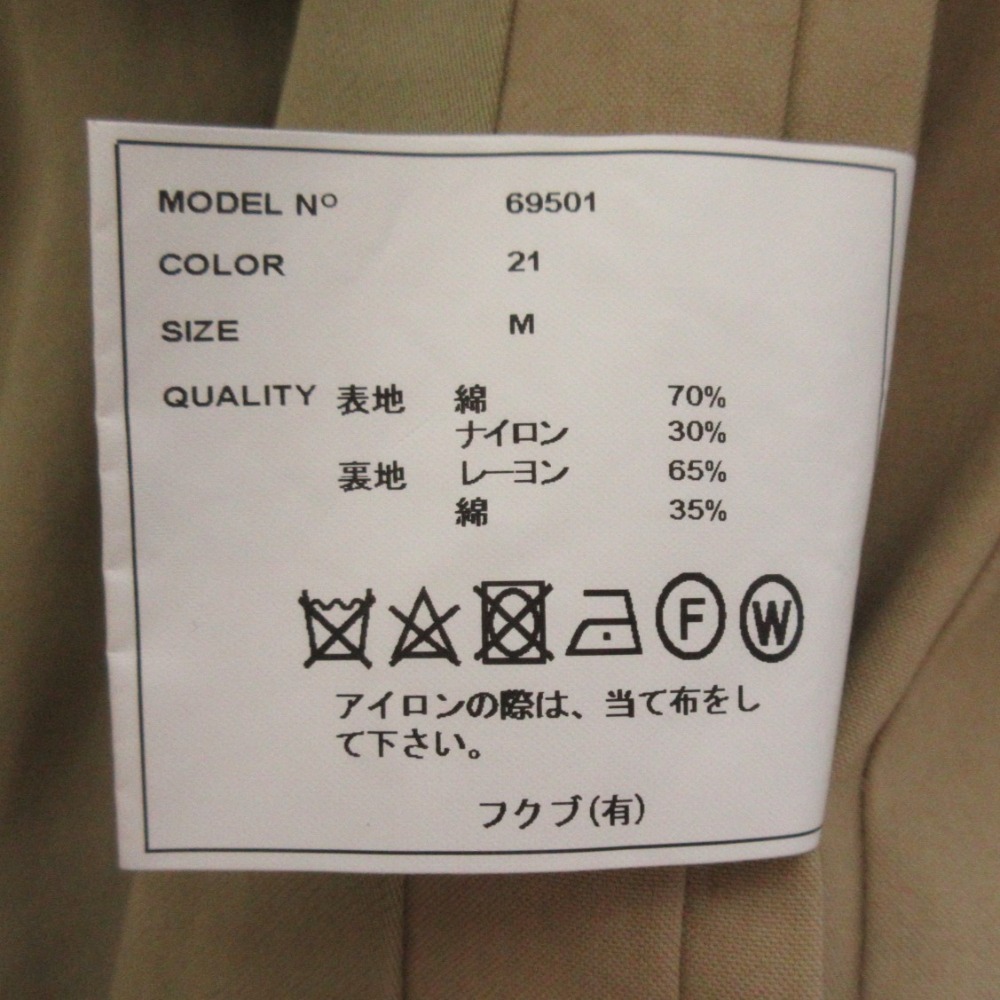 MODEL Nº 69501
COLOR 21
SIZE M
QUALITY 表地 綿 70%
ナイロン 30%
裏地 レーヨン 65%
綿 35%
F W
アイロンの際は、当て布をし
て下さい。
フクブ(有)